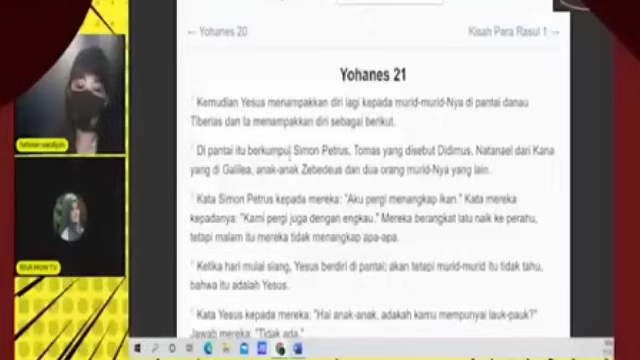 ← Yohanes 20
Kisah Para Rasul 1 →
Yohanes 21
Kemudian Yesus menampakkan diri lagi kepada murid-murid-Nya di pantai danau
Tiberias dan Ia menampakkan diri sebagai berikut.
Di pantai itu berkumpul Simon Petrus, Tomas yang disebut Didimus, Natanael dari Kana
yang di Galilea, anak-anak Zebedeus dan dua orang murid-Nya yang lain.
Kata Simon Petrus kepada mereka: "Aku pergi menangkap ikan." Kata mereka
kepadanya: "Kami pergi juga dengan engkau." Mereka berangkat lalu naik ke perahu,
tetapi malam itu mereka tidak menangkap apa-apa.
Ketika hari mulai siang, Yesus berdiri di pantai; akan tetapi murid-murid itu tidak tahu,
bahwa itu adalah Yesus.
Kata Yesus kepada mereka: "Hai anak-anak, adakah kamu mempunyai lauk-pauk?"
Jawab mereka: "Tidak ada."